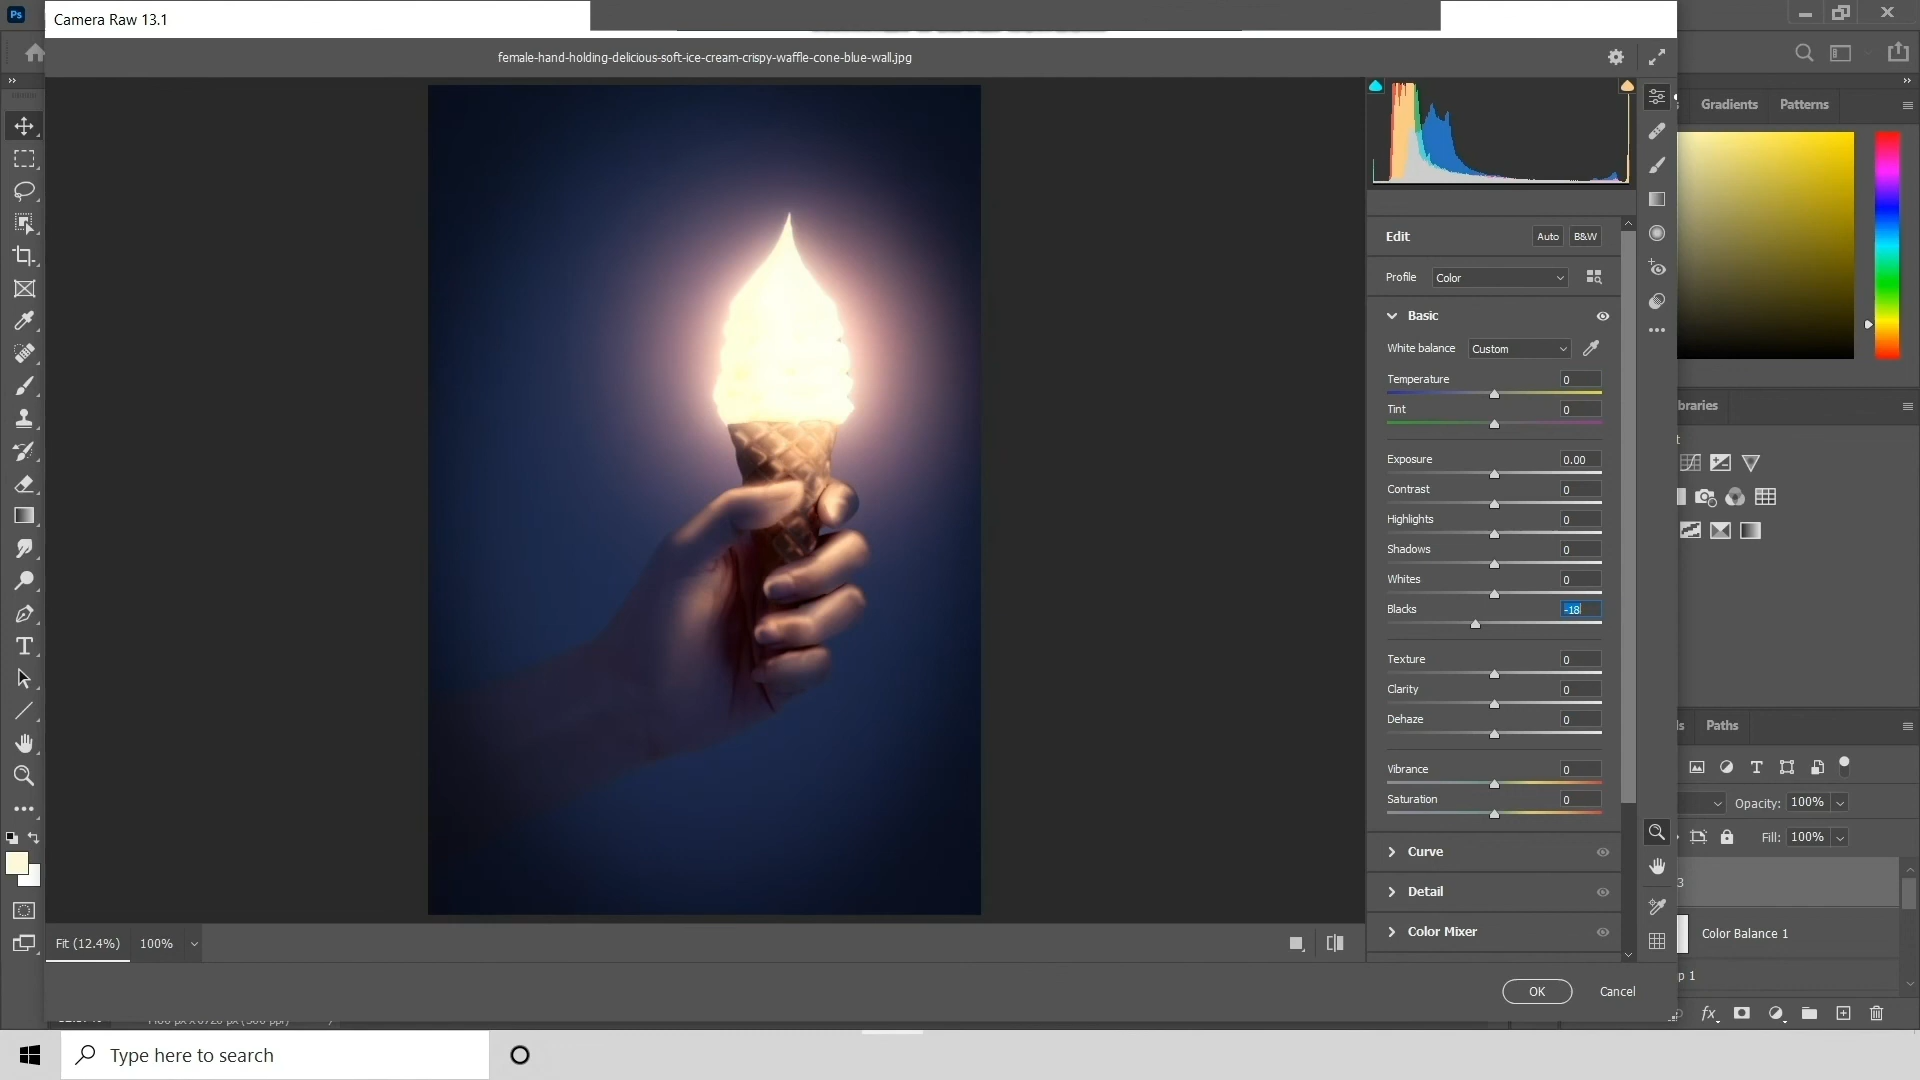 Ps
Camera Raw 13.1
female-hand-holding-delicious-soft-ice-cream-crispy-waffle-cone-blue-wall.jpg
Gradients
Patterns
Edit
Auto
B&W
Profile
Color
Basic
White balance
Custom
Temperature
0
Tint
0
braries
Exposure
0.00
Contrast
0
Highlights
0
Shadows
0
Whites
0
Blacks
-18
Texture
0
Clarity
0
Dehaze
0
Paths
Vibrance
0
Saturation
0
Opacity:
100%
Fill:
100%
Curve
3
Detail
Color Mixer
Color Balance 1
Fit (12.4%)
100%
p 1
OK
Cancel
fx
Type here to search